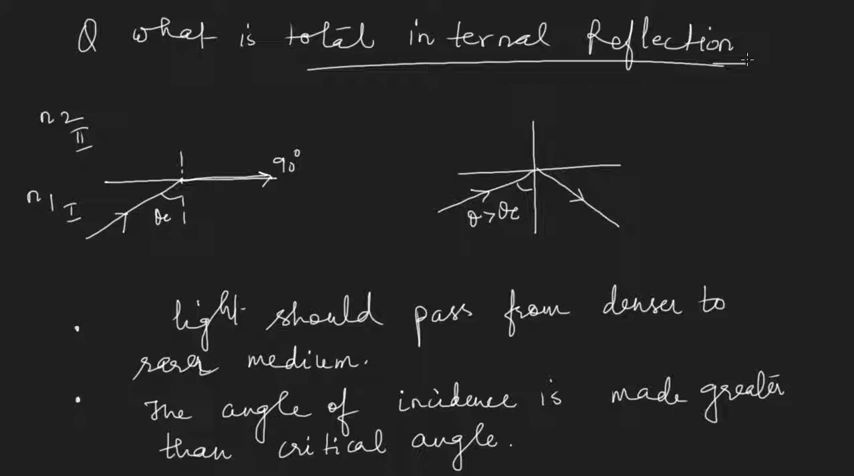 Q what is total internal Reflection
n2
II
90°
n1 I
θc
θ>θc
• light should pass from denser to
rarer medium.
• The angle of incidence is made greater
than critical angle.